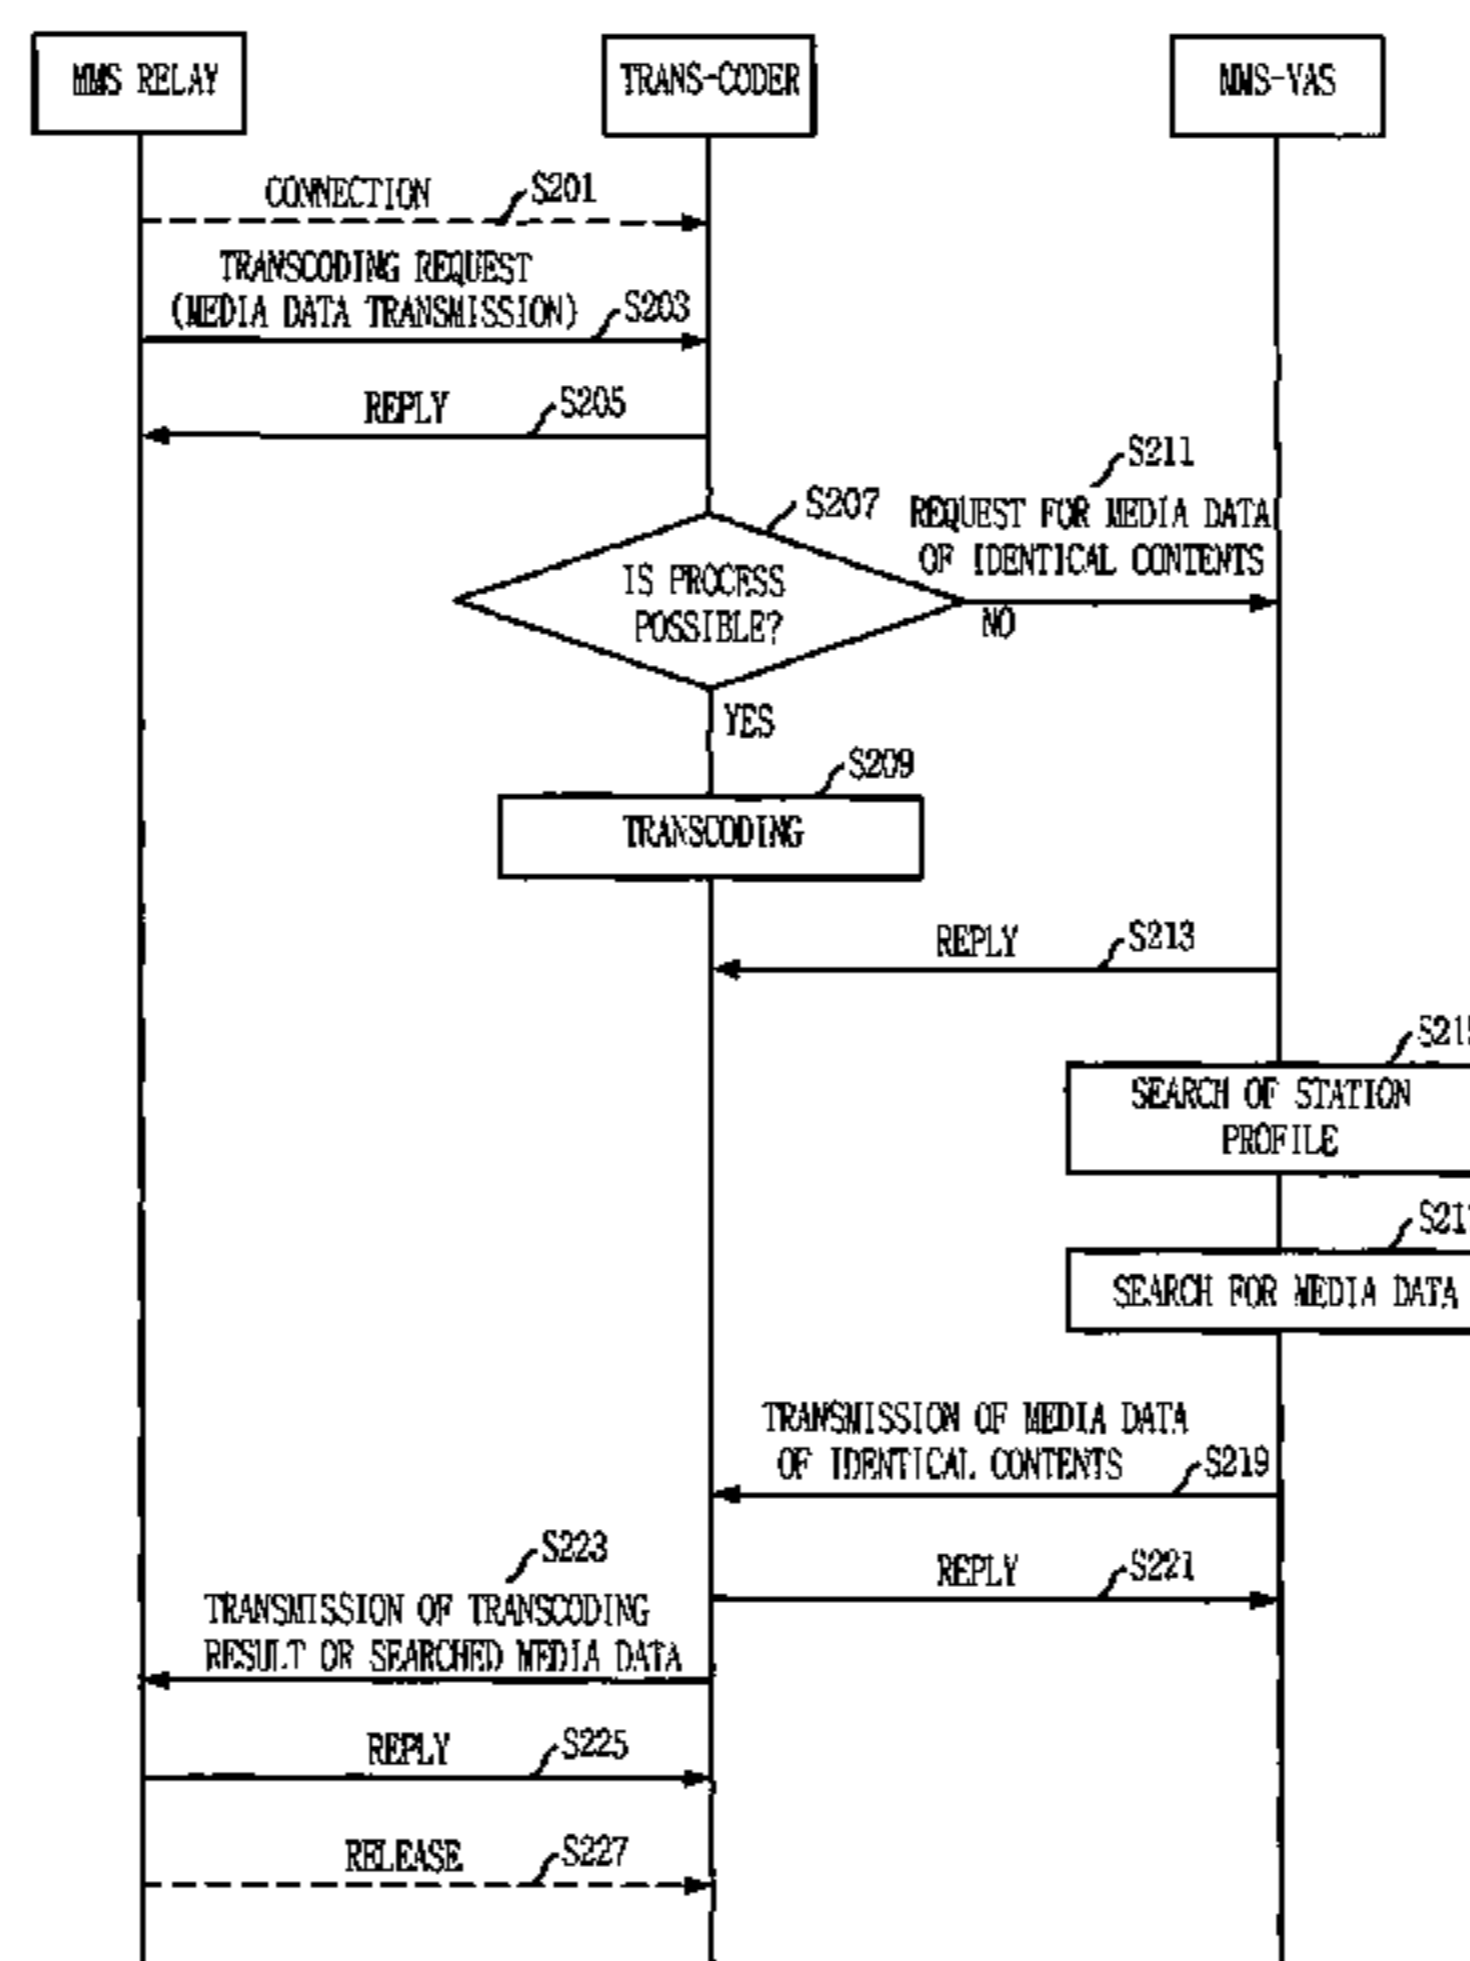 MMS RELAY
TRANS-CODER
MMS-VAS
CONNECTION
S201
TRANSCODING REQUEST
(MEDIA DATA TRANSMISSION)
S203
REPLY
S205
S211
REQUEST FOR MEDIA DATA
OF IDENTICAL CONTENTS
S207
IS PROCESS
POSSIBLE?
NO
YES
S209
TRANSCODING
REPLY
S213
SEARCH OF STATION
PROFILE
SEARCH FOR MEDIA DATA
TRANSMISSION OF MEDIA DATA
OF IDENTICAL CONTENTS
S219
S223
REPLY
S221
TRANSMISSION OF TRANSCODING
RESULT OR SEARCHED MEDIA DATA
REPLY
S225
RELEASE
S227